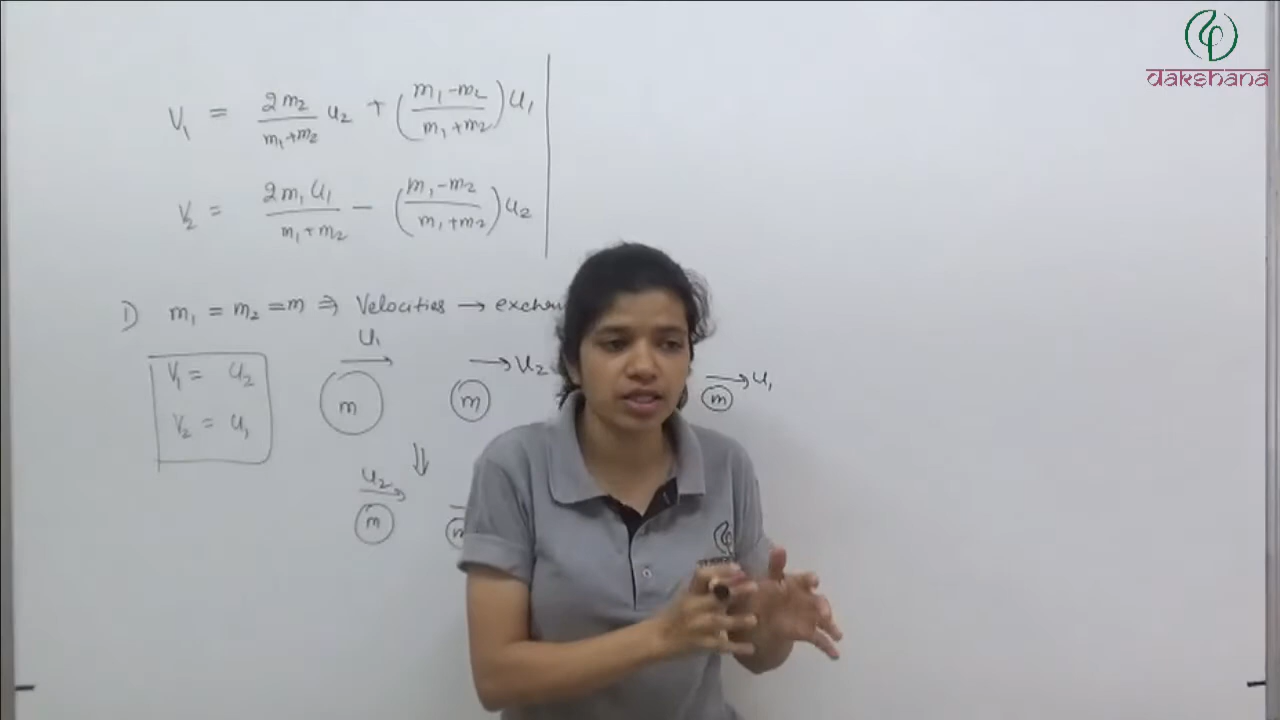 dakshana
V₁ = 2m₂/(m₁+m₂) u₂ + ((m₁-m₂)/(m₁+m₂)) u₁
V₂ = 2m₁u₁/(m₁+m₂) - ((m₁-m₂)/(m₁+m₂)) u₂
1) m₁ = m₂ = m ⇒ Velocities →
V₁ = u₂
V₂ = u₁
u₁
→ u₂
→ u₁
m
m
m
⇓
u₂
m